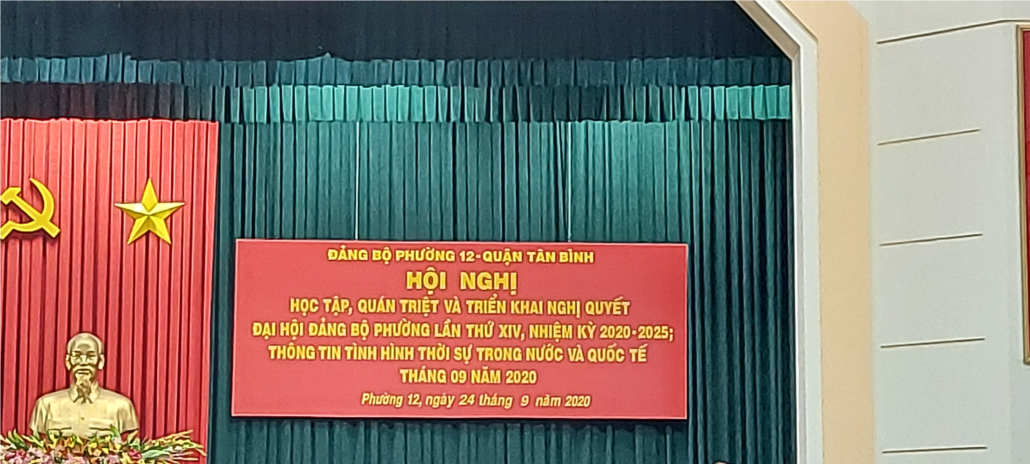 ĐẢNG BỘ PHƯỜNG 12-QUẬN TÂN BÌNH
HỘI NGHỊ
HỌC TẬP, QUÁN TRIỆT VÀ TRIỂN KHAI NGHỊ QUYẾT
ĐẠI HỘI ĐẢNG BỘ PHƯỜNG LẦN THỨ XIV, NHIỆM KỲ 2020-2025;
THÔNG TIN TÌNH HÌNH THỜI SỰ TRONG NƯỚC VÀ QUỐC TẾ
THÁNG 09 NĂM 2020
Phường 12, ngày 24 tháng 9 năm 2020